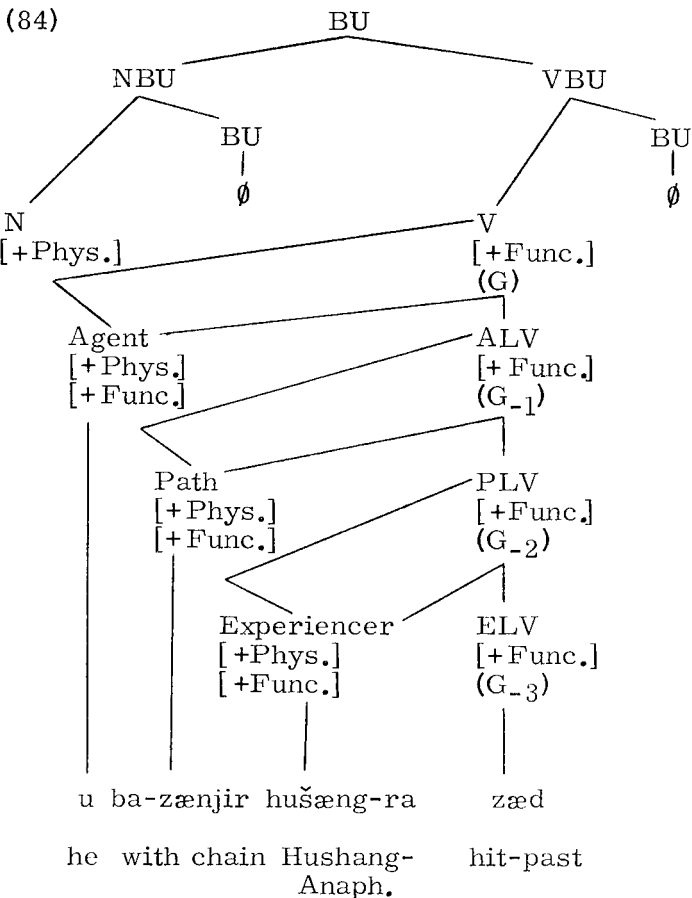 (84)
BU
NBU VBU
BU BU
∅ ∅
N V
[+Phys.] [+Func.]
(G)
Agent ALV
[+Phys.] [+Func.]
[+Func.] (G₋₁)
Path PLV
[+Phys.] [+Func.]
[+Func.] (G₋₂)
Experiencer ELV
[+Phys.] [+Func.]
[+Func.] (G₋₃)
u ba-zænjir hušæng-ra zæd
he with chain Hushang- hit-past
Anaph.